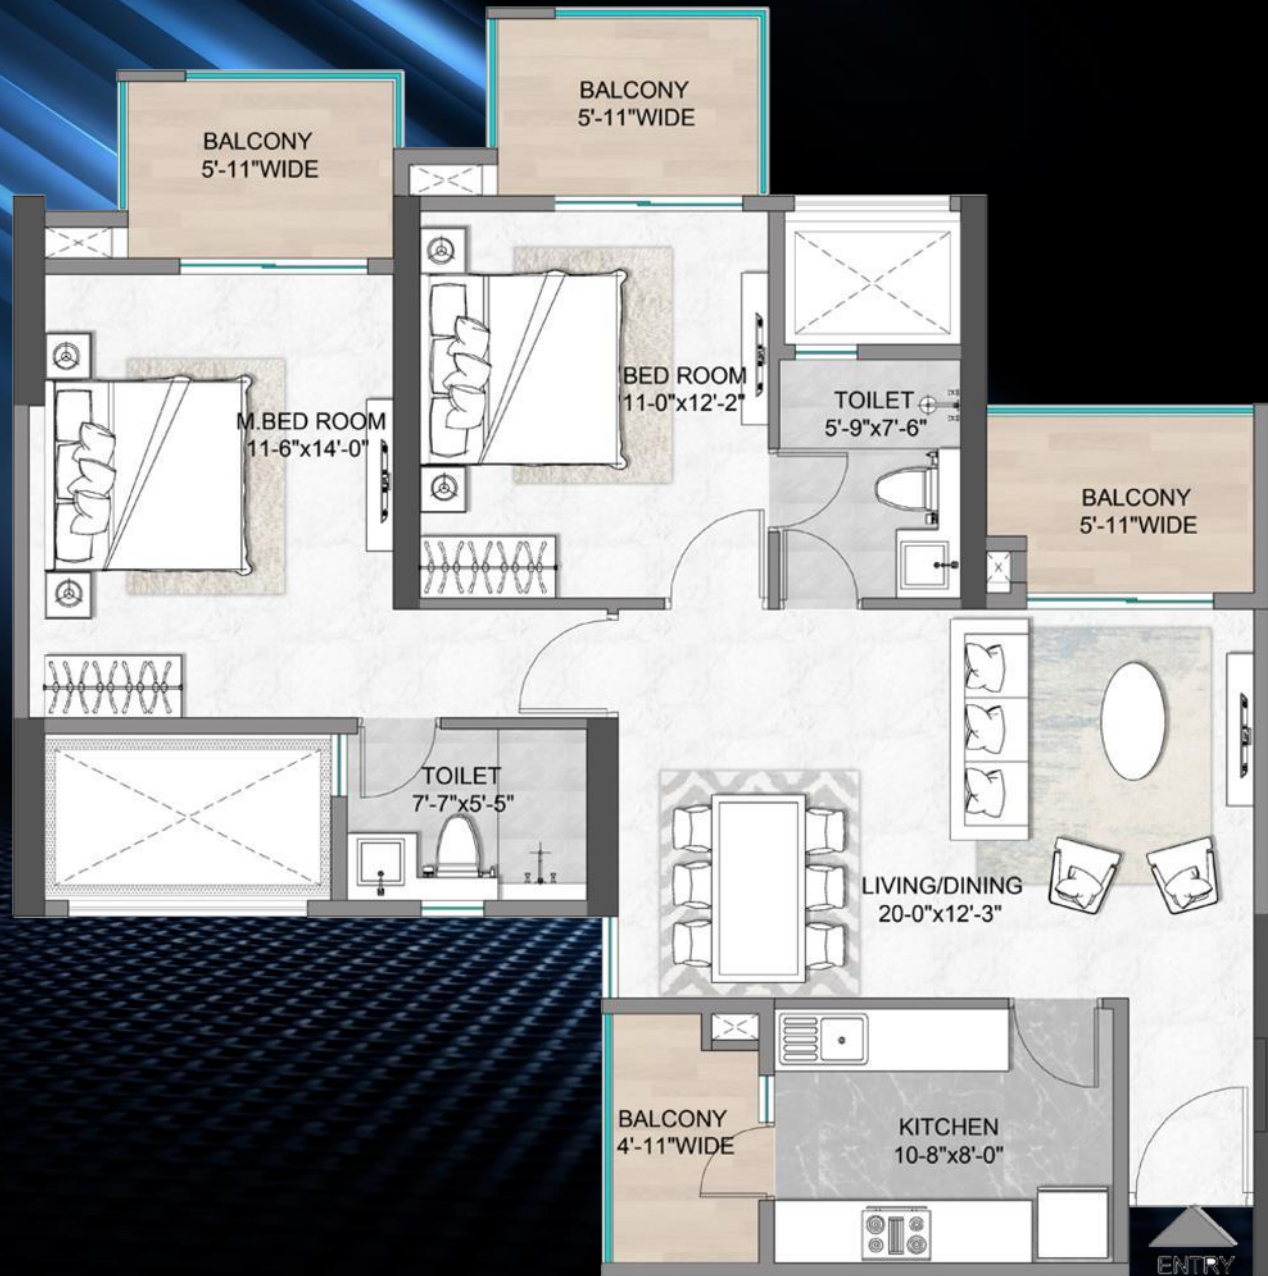 BALCONY
5'-11"WIDE
BALCONY
5'-11"WIDE
M.BED ROOM
11-6"x14'-0"
BED ROOM
11-0"x12'-2"
TOILET
5'-9"x7'-6"
BALCONY
5'-11"WIDE
TOILET
7'-7"x5'-5"
LIVING/DINING
20-0"x12'-3"
BALCONY
4'-11"WIDE
KITCHEN
10-8"x8'-0"
ENTRY